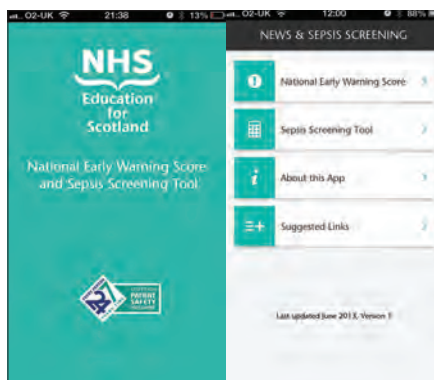 O2-UK 21:38 13%
NHS
Education
for
Scotland
National Early Warning Score
and Sepsis Screening Tool
PATIENT
SAFETY
O2-UK 12:00 88%
NEWS & SEPSIS SCREENING
National Early Warning Score
Sepsis Screening Tool
About this App
Suggested Links
Last updated June 2013, Version 1